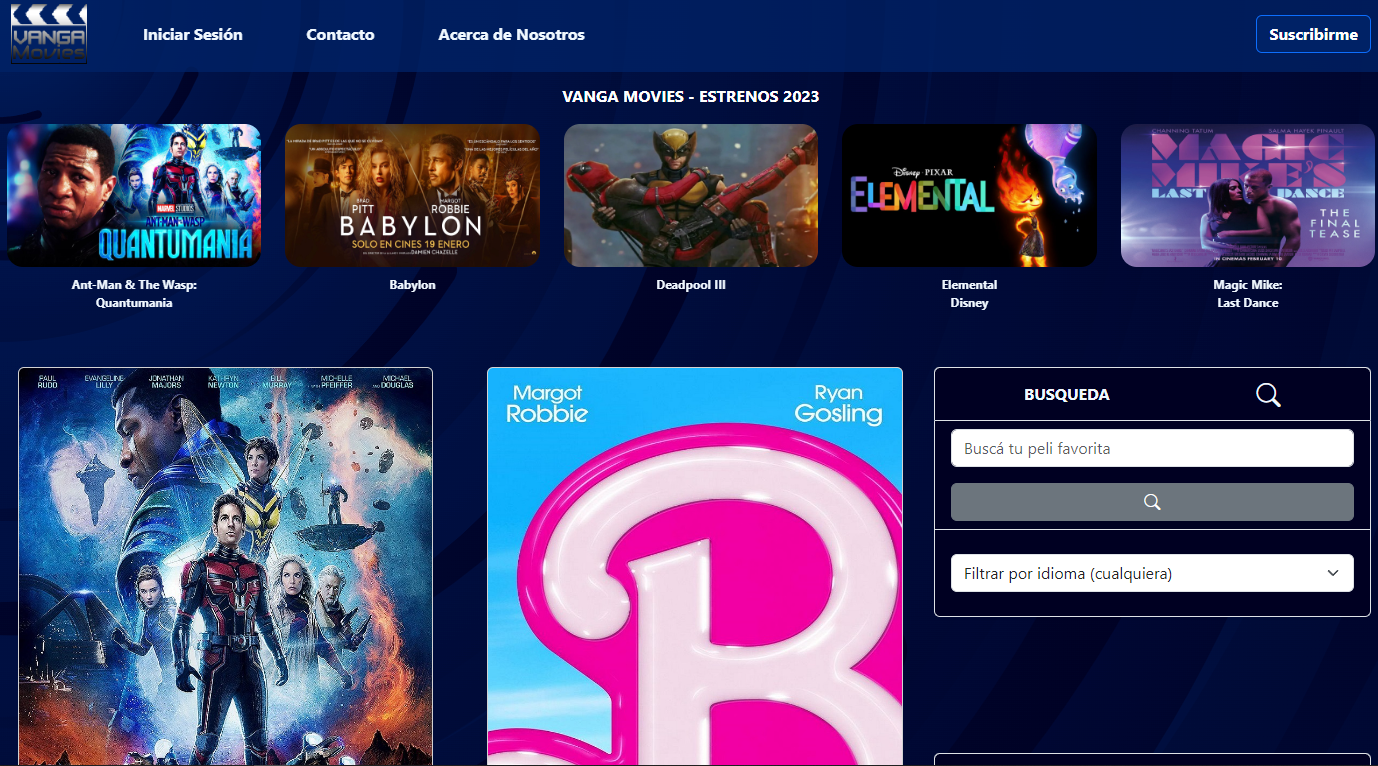 VANGA
Movies
Iniciar Sesión
Contacto
Acerca de Nosotros
Suscribirme
VANGA MOVIES - ESTRENOS 2023
MARVEL STUDIOS
ANT-MAN AND THE WASP
QUANTUMANIA
BRAD
PITT
MARGOT
ROBBIE
BABYLON
SOLO EN CINES 19 ENERO
DAMIEN CHAZELLE
Disney PIXAR
ELEMENTAL
CHANNING TATUM
SALMA HAYEK PINAULT
MAGIC
MIKE'S
LAST DANCE
THE
FINAL
TEASE
IN CINEMAS FEBRUARY 10
Ant-Man & The Wasp:
Quantumania
Babylon
Deadpool III
Elemental
Disney
Magic Mike:
Last Dance
PAUL
RUDD
EVANGELINE
LILLY
JONATHAN
MAJORS
KATHRYN
NEWTON
BILL
MURRAY
WITH MICHELLE
PFEIFFER
AND MICHAEL
DOUGLAS
Margot
Robbie
Ryan
Gosling
B
BUSQUEDA
Buscá tu peli favorita
Filtrar por idioma (cualquiera)